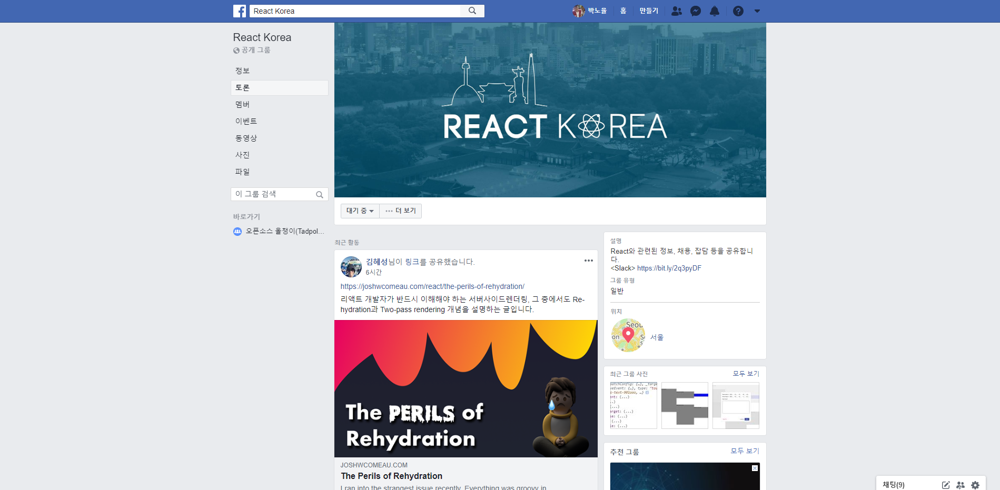 React Korea
박노율
홈
만들기
React Korea
공개 그룹
정보
토론
멤버
이벤트
동영상
사진
파일
이 그룹 검색
바로가기
오픈소스 올챙이(Tadpol...
REACT KOREA
대기 중
더 보기
최근 활동
김혜성님이 링크를 공유했습니다.
6시간
https://joshwcomeau.com/react/the-perils-of-rehydration/
리액트 개발자가 반드시 이해해야 하는 서버사이드렌더링, 그 중에서도 Re-
hydration과 Two-pass rendering 개념을 설명하는 글입니다.
The PERILS of
Rehydration
JOSHWCOMEAU.COM
The Perils of Rehydration
I ran into the strangest issue recently. Everything was groovy in
설명
React와 관련된 정보, 채용, 잡담 등을 공유합니
다.
<Slack> https://bit.ly/2q3pyDF
그룹 유형
일반
위치
Seou
on
서울
최근 그룹 사진
모두 보기
추천 그룹
모두 보기
채팅(9)